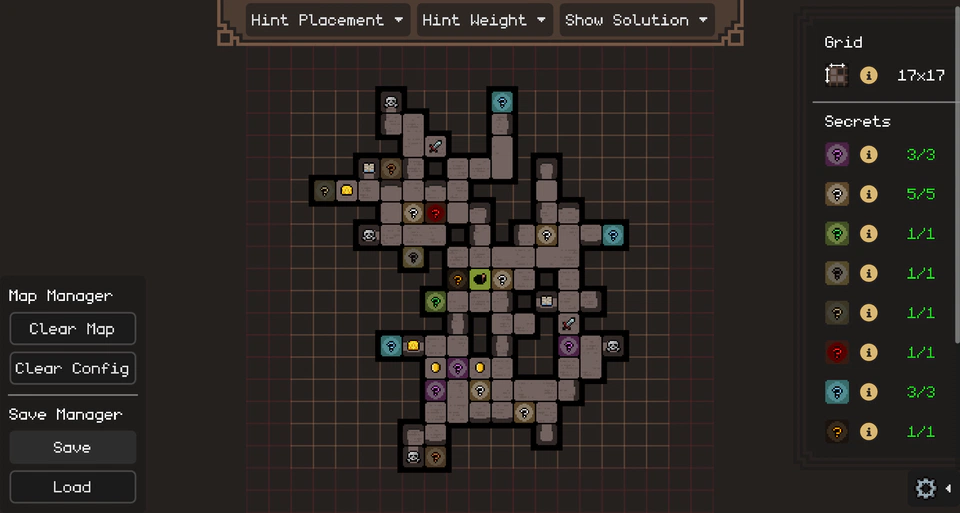 Hint Placement
Hint Weight
Show Solution
Grid
17x17
Secrets
3/3
5/5
1/1
1/1
1/1
1/1
3/3
1/1
Map Manager
Clear Map
Clear Config
Save Manager
Save
Load